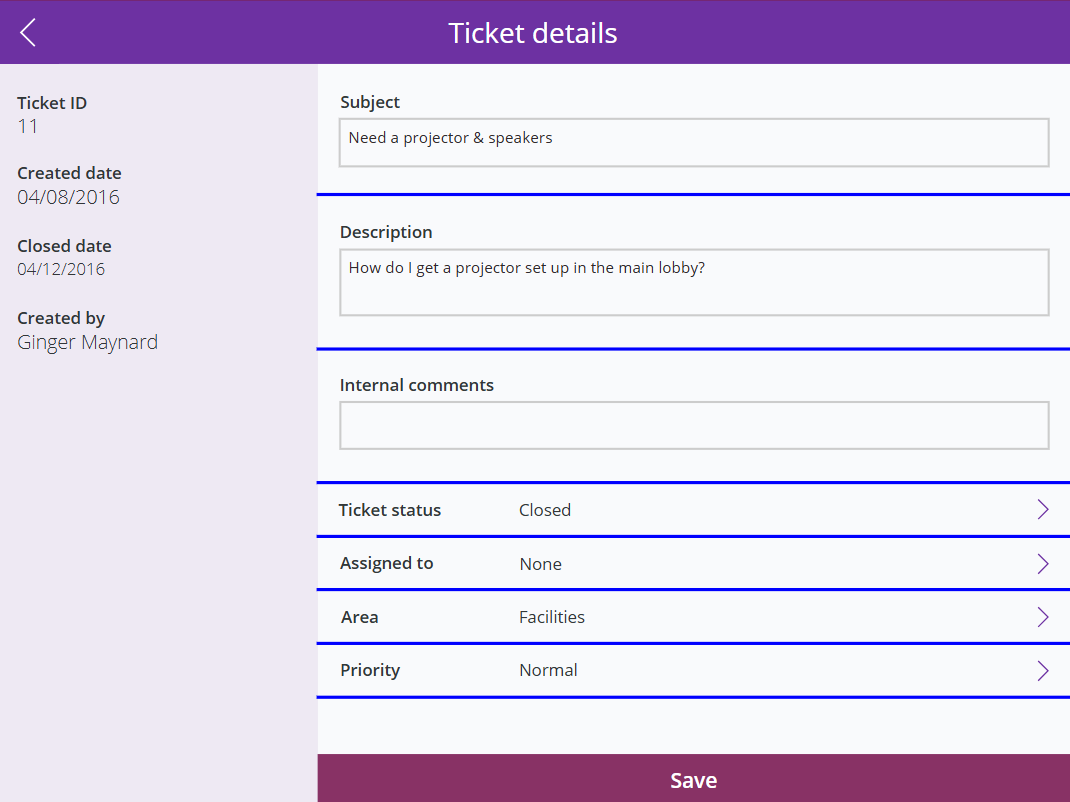 Ticket details
Ticket ID
11
Created date
04/08/2016
Closed date
04/12/2016
Created by
Ginger Maynard
Subject
Need a projector & speakers
Description
How do I get a projector set up in the main lobby?
Internal comments
Ticket status Closed
Assigned to None
Area Facilities
Priority Normal
Save